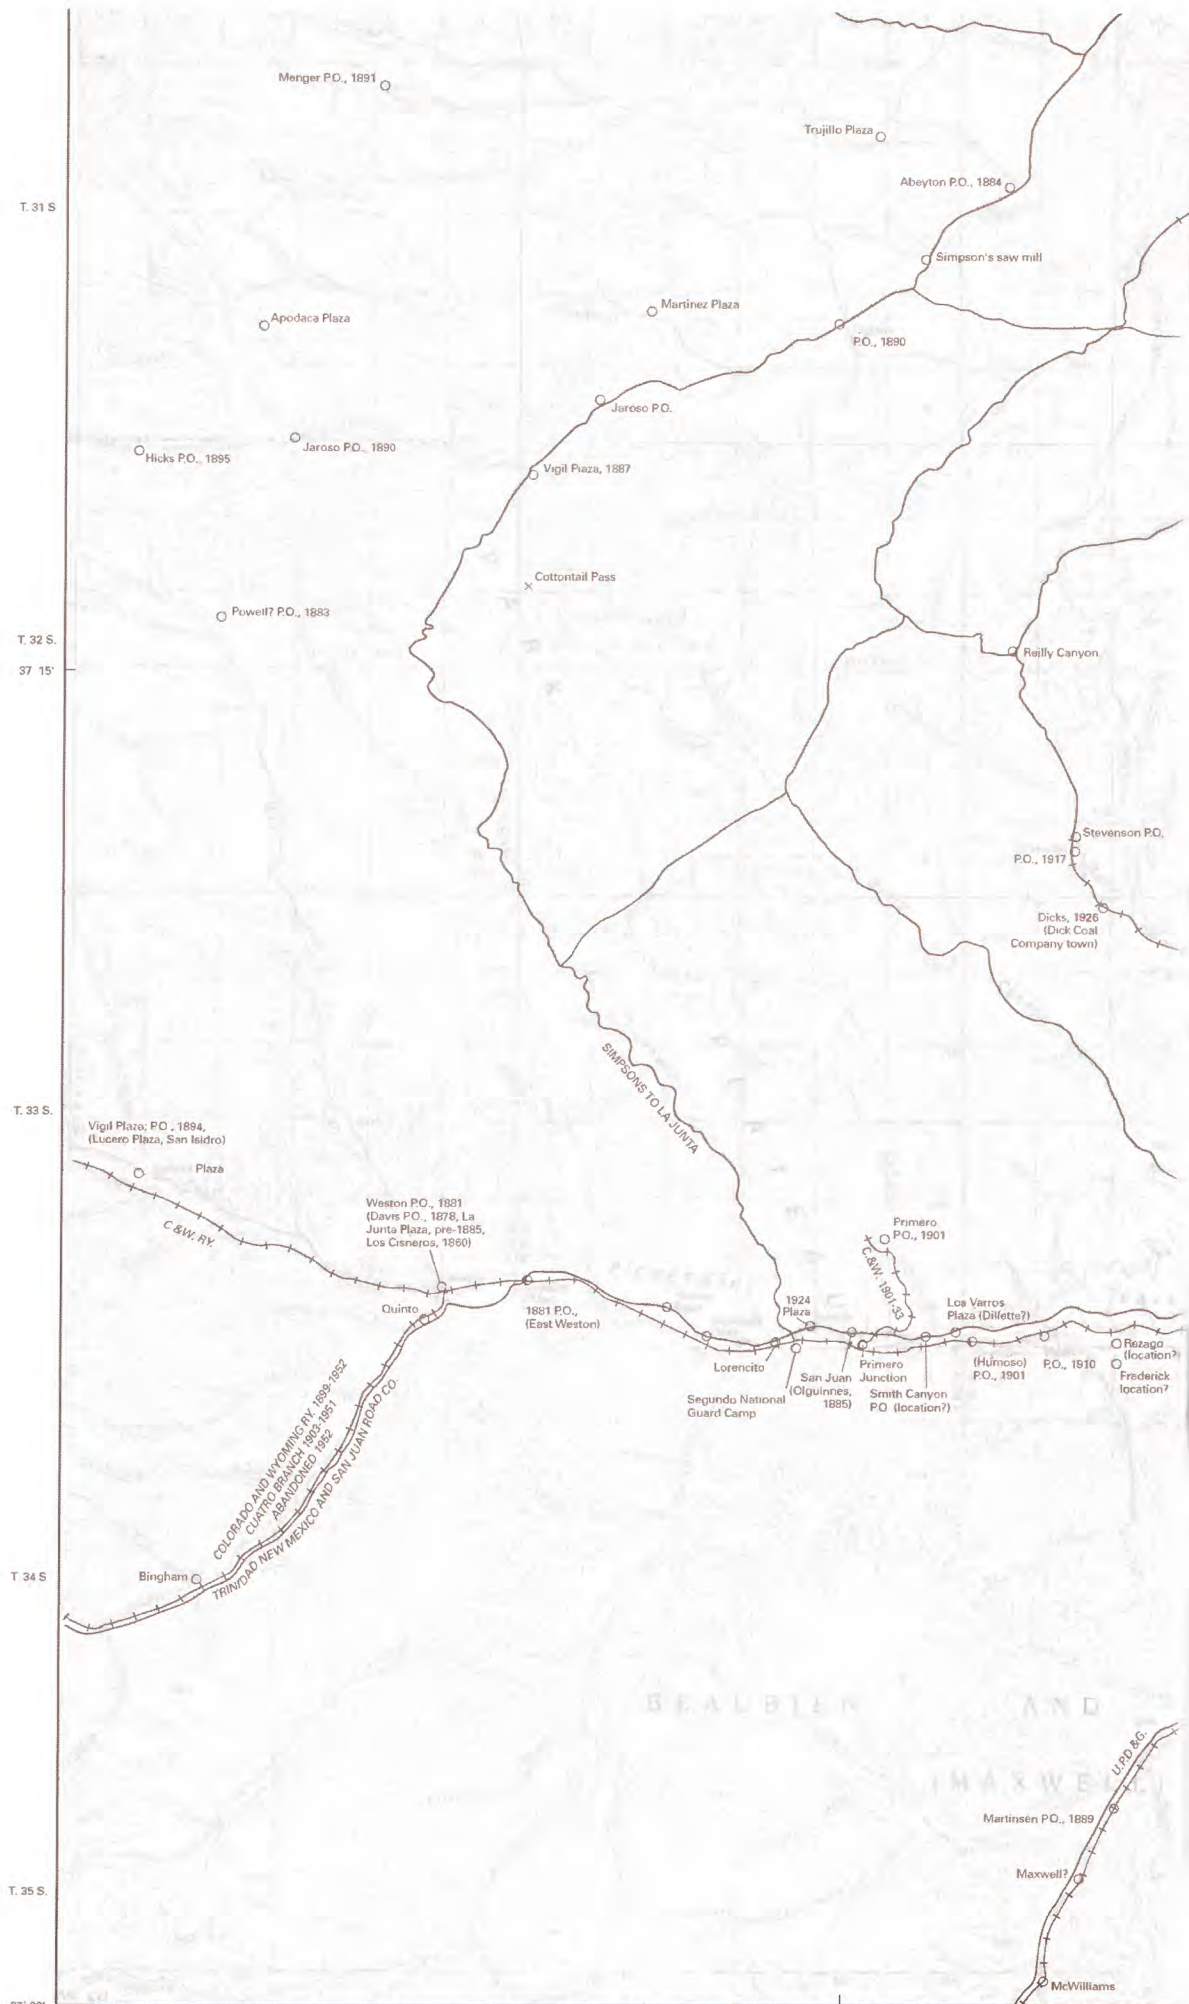 Menger P.O., 1891
Trujillo Plaza
Abeyton P.O., 1884
T. 31 S
Simpson's saw mill
Martinez Plaza
Apodaca Plaza
P.O., 1890
Jaroso P.O.
Jaroso P.O., 1890
Hicks P.O., 1895
Vigil Plaza, 1887
Cottontail Pass
Powell? P.O., 1883
T. 32 S.
37 15'
Reilly Canyon
Stevenson P.O.
P.O., 1917
Dicks, 1926
(Dick Coal
Company town)
SIMPSONS TO LA JUNTA
T. 33 S.
Vigil Plaza; P.O., 1894,
(Lucero Plaza, San Isidro)
Plaza
C &W. RY.
Weston P.O., 1881
(Davis P.O., 1878, La
Junta Plaza, pre-1885,
Los Cisneros, 1860)
Primero
P.O., 1901
C.&W. 1901-33
Quinto
1881 P.O.,
(East Weston)
1924
Plaza
Los Varros
Plaza (Dillette?)
Lorencito
Segundo National
Guard Camp
San Juan
(Olguinnes,
1885)
Primero
Junction
Smith Canyon
P.O. (location?)
(Humoso)
P.O., 1901
P.O., 1910
Rezago
(location?)
Frederick
location?
COLORADO AND WYOMING RY. 1899-1952
CUATRO BRANCH 1903-1951
ABANDONED 1952
TRINIDAD NEW MEXICO AND SAN JUAN ROAD CO.
Bingham
T 34 S
BEAUBIEN AND
(MAXWELL)
U.P.D &G.
Martinsen P.O., 1889
Maxwell?
T. 35 S.
McWilliams